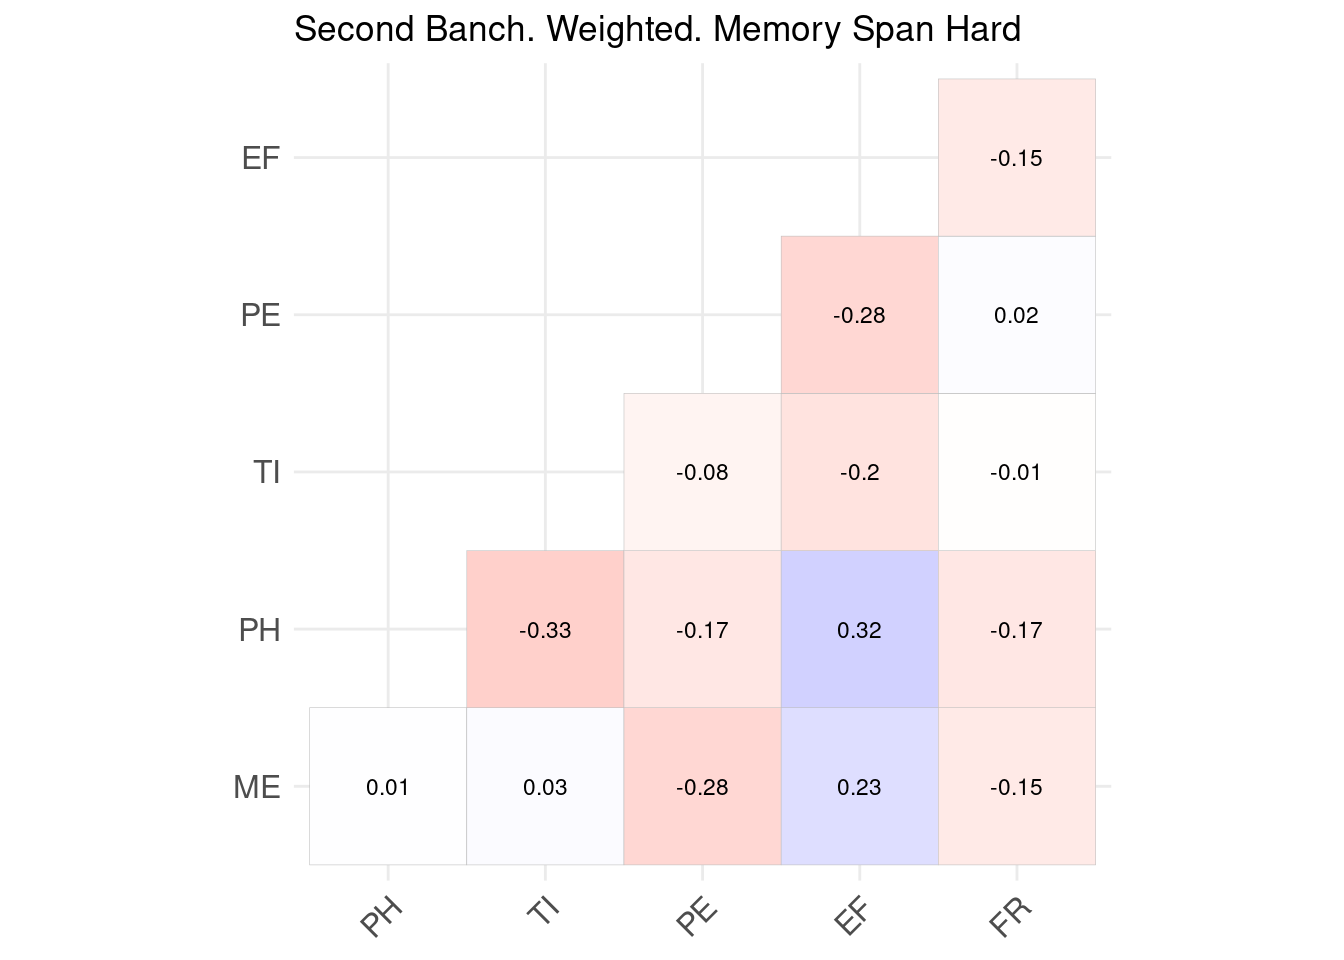 Second Banch. Weighted. Memory Span Hard
EF -0.15
PE -0.28 0.02
TI -0.08 -0.2 -0.01
PH -0.33 -0.17 0.32 -0.17
ME 0.01 0.03 -0.28 0.23 -0.15
PH TI PE EF FR